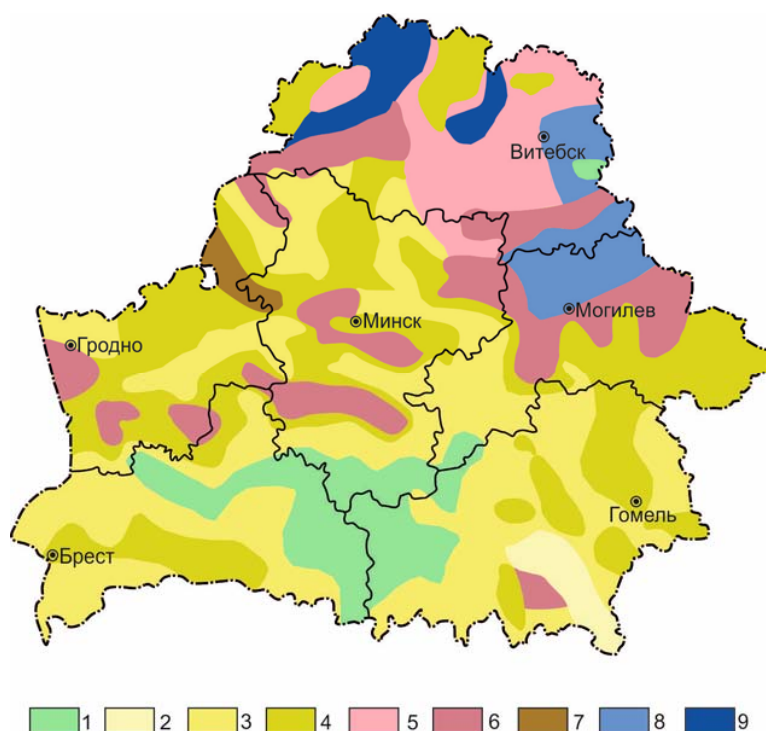 Витебск
Могилев
Минск
Гродно
Гомель
Брест
1 2 3 4 5 6 7 8 9